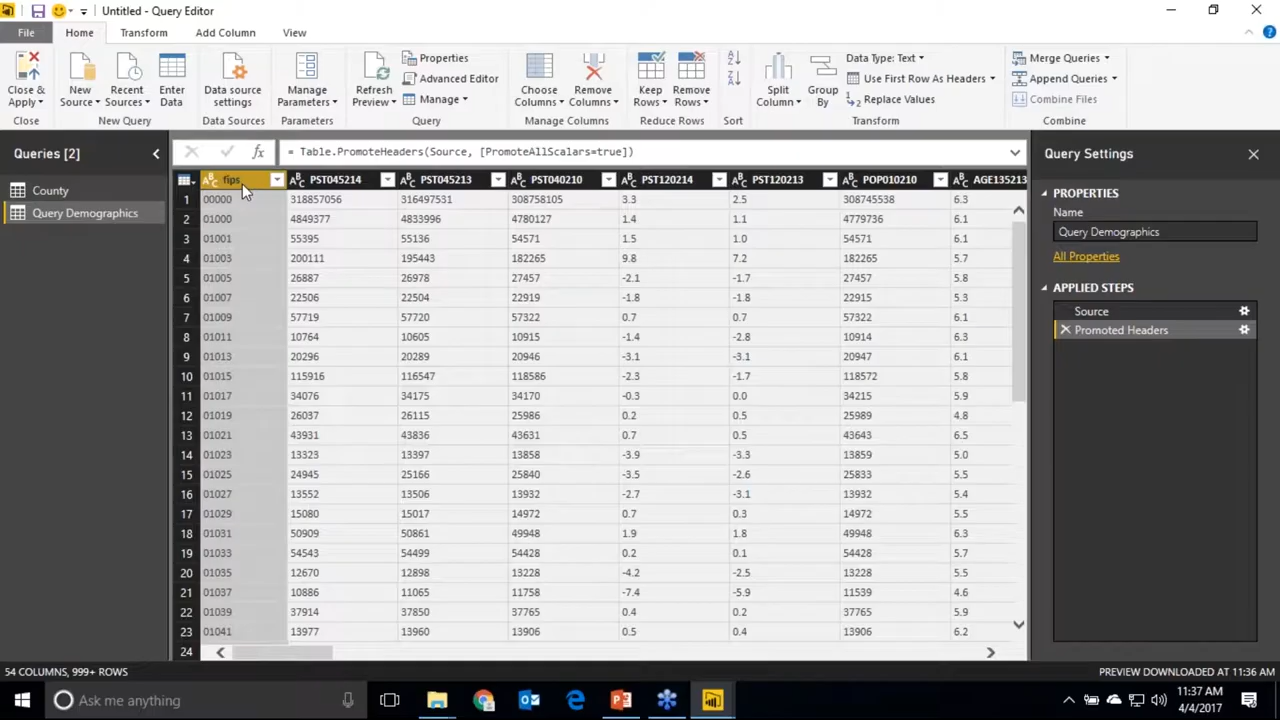 Untitled - Query Editor
File Home Transform Add Column View
Close & Apply
New Source
Recent Sources
Enter Data
Data source settings
Manage Parameters
Refresh Preview
Properties
Advanced Editor
Manage
Choose Columns
Remove Columns
Keep Rows
Remove Rows
A Z
Z A
Split Column
Group By
Data Type: Text
Use First Row As Headers
1 2 Replace Values
Merge Queries
Append Queries
Combine Files
Close New Query Data Sources Parameters Query Manage Columns Reduce Rows Sort Transform Combine
Queries [2]
County
Query Demographics
fx = Table.PromoteHeaders(Source, [PromoteAllScalars=true])
ABC fips ABC PST045214 ABC PST045213 ABC PST040210 ABC PST120214 ABC PST120213 ABC POP010210 ABC AGE135213
1 00000 318857056 316497531 308758105 3.3 2.5 308745538 6.3
2 01000 4849377 4833996 4780127 1.4 1.1 4779736 6.1
3 01001 55395 55136 54571 1.5 1.0 54571 6.1
4 01003 200111 195443 182265 9.8 7.2 182265 5.7
5 01005 26887 26978 27457 -2.1 -1.7 27457 5.8
6 01007 22506 22504 22919 -1.8 -1.8 22915 5.3
7 01009 57719 57720 57322 0.7 0.7 57322 6.1
8 01011 10764 10605 10915 -1.4 -2.8 10914 6.3
9 01013 20296 20289 20946 -3.1 -3.1 20947 6.1
10 01015 115916 116547 118586 -2.3 -1.7 118572 5.8
11 01017 34076 34175 34170 -0.3 0.0 34215 5.9
12 01019 26037 26115 25986 0.2 0.5 25989 4.8
13 01021 43931 43836 43631 0.7 0.5 43643 6.5
14 01023 13323 13397 13858 -3.9 -3.3 13859 5.0
15 01025 24945 25166 25840 -3.5 -2.6 25833 5.5
16 01027 13552 13506 13932 -2.7 -3.1 13932 5.4
17 01029 15080 15017 14972 0.7 0.3 14972 5.5
18 01031 50909 50861 49948 1.9 1.8 49948 6.3
19 01033 54543 54499 54428 0.2 0.1 54428 5.7
20 01035 12670 12898 13228 -4.2 -2.5 13228 5.5
21 01037 10886 11065 11758 -7.4 -5.9 11539 4.6
22 01039 37914 37850 37765 0.4 0.2 37765 5.9
23 01041 13977 13960 13906 0.5 0.4 13906 6.2
24
Query Settings
PROPERTIES
Name
Query Demographics
All Properties
APPLIED STEPS
Source
Promoted Headers
54 COLUMNS, 999+ ROWS
PREVIEW DOWNLOADED AT 11:36 AM
Ask me anything
11:37 AM
4/4/2017